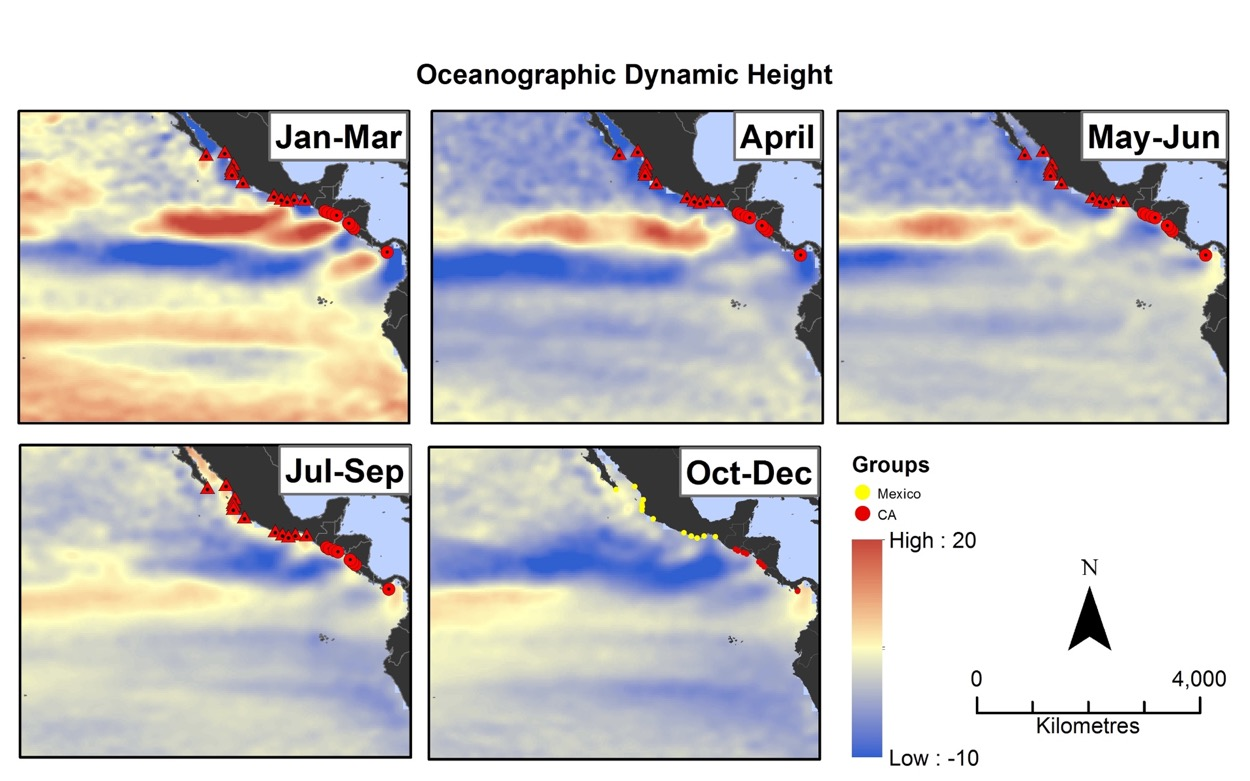 Oceanographic Dynamic Height
Jan-Mar
April
May-Jun
Jul-Sep
Oct-Dec
Groups
Mexico
CA
High : 20
Low : -10
N
0
4,000
Kilometres